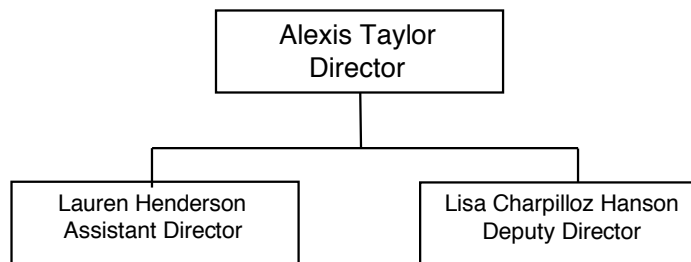 Alexis Taylor
Director
Lauren Henderson
Assistant Director
Lisa Charpilloz Hanson
Deputy Director